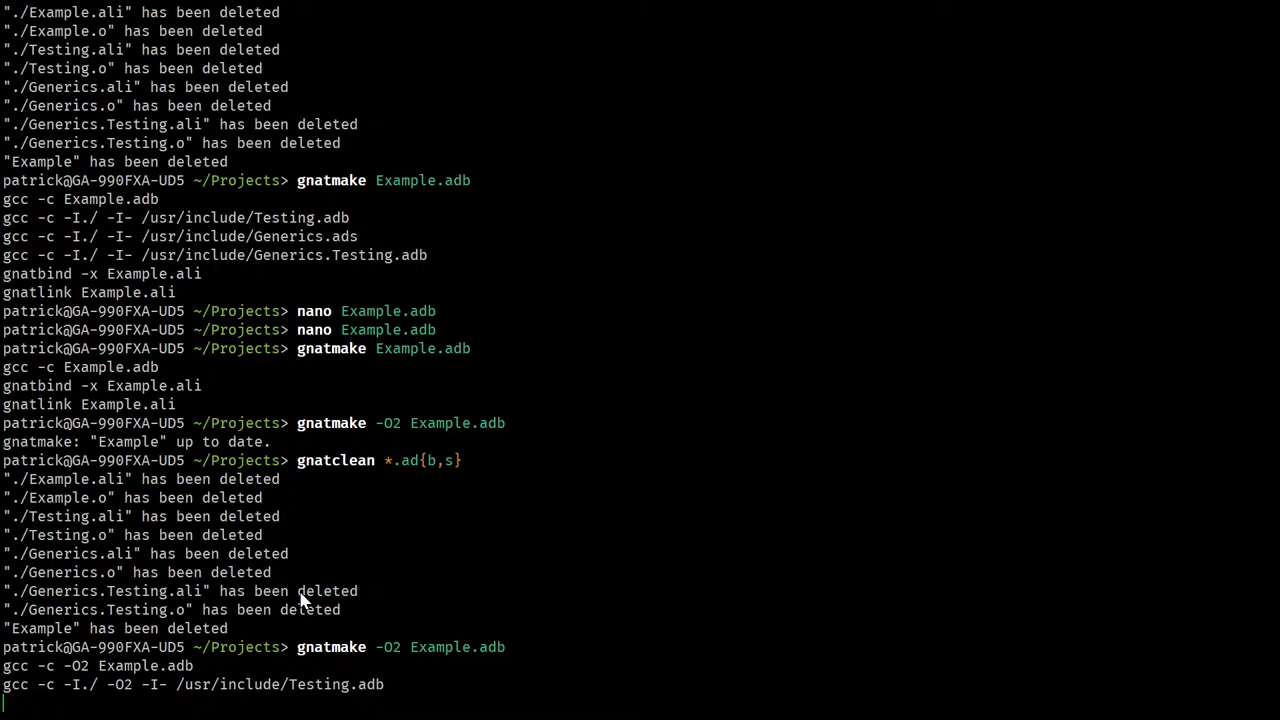 "./Example.ali" has been deleted
"./Example.o" has been deleted
"./Testing.ali" has been deleted
"./Testing.o" has been deleted
"./Generics.ali" has been deleted
"./Generics.o" has been deleted
"./Generics.Testing.ali" has been deleted
"./Generics.Testing.o" has been deleted
"Example" has been deleted
patrick@GA-990FXA-UD5 ~/Projects> gnatmake Example.adb
gcc -c Example.adb
gcc -c -I./ -I- /usr/include/Testing.adb
gcc -c -I./ -I- /usr/include/Generics.ads
gcc -c -I./ -I- /usr/include/Generics.Testing.adb
gnatbind -x Example.ali
gnatlink Example.ali
patrick@GA-990FXA-UD5 ~/Projects> nano Example.adb
patrick@GA-990FXA-UD5 ~/Projects> nano Example.adb
patrick@GA-990FXA-UD5 ~/Projects> gnatmake Example.adb
gcc -c Example.adb
gnatbind -x Example.ali
gnatlink Example.ali
patrick@GA-990FXA-UD5 ~/Projects> gnatmake -O2 Example.adb
gnatmake: "Example" up to date.
patrick@GA-990FXA-UD5 ~/Projects> gnatclean *.ad{b,s}
"./Example.ali" has been deleted
"./Example.o" has been deleted
"./Testing.ali" has been deleted
"./Testing.o" has been deleted
"./Generics.ali" has been deleted
"./Generics.o" has been deleted
"./Generics.Testing.ali" has been deleted
"./Generics.Testing.o" has been deleted
"Example" has been deleted
patrick@GA-990FXA-UD5 ~/Projects> gnatmake -O2 Example.adb
gcc -c -O2 Example.adb
gcc -c -I./ -O2 -I- /usr/include/Testing.adb